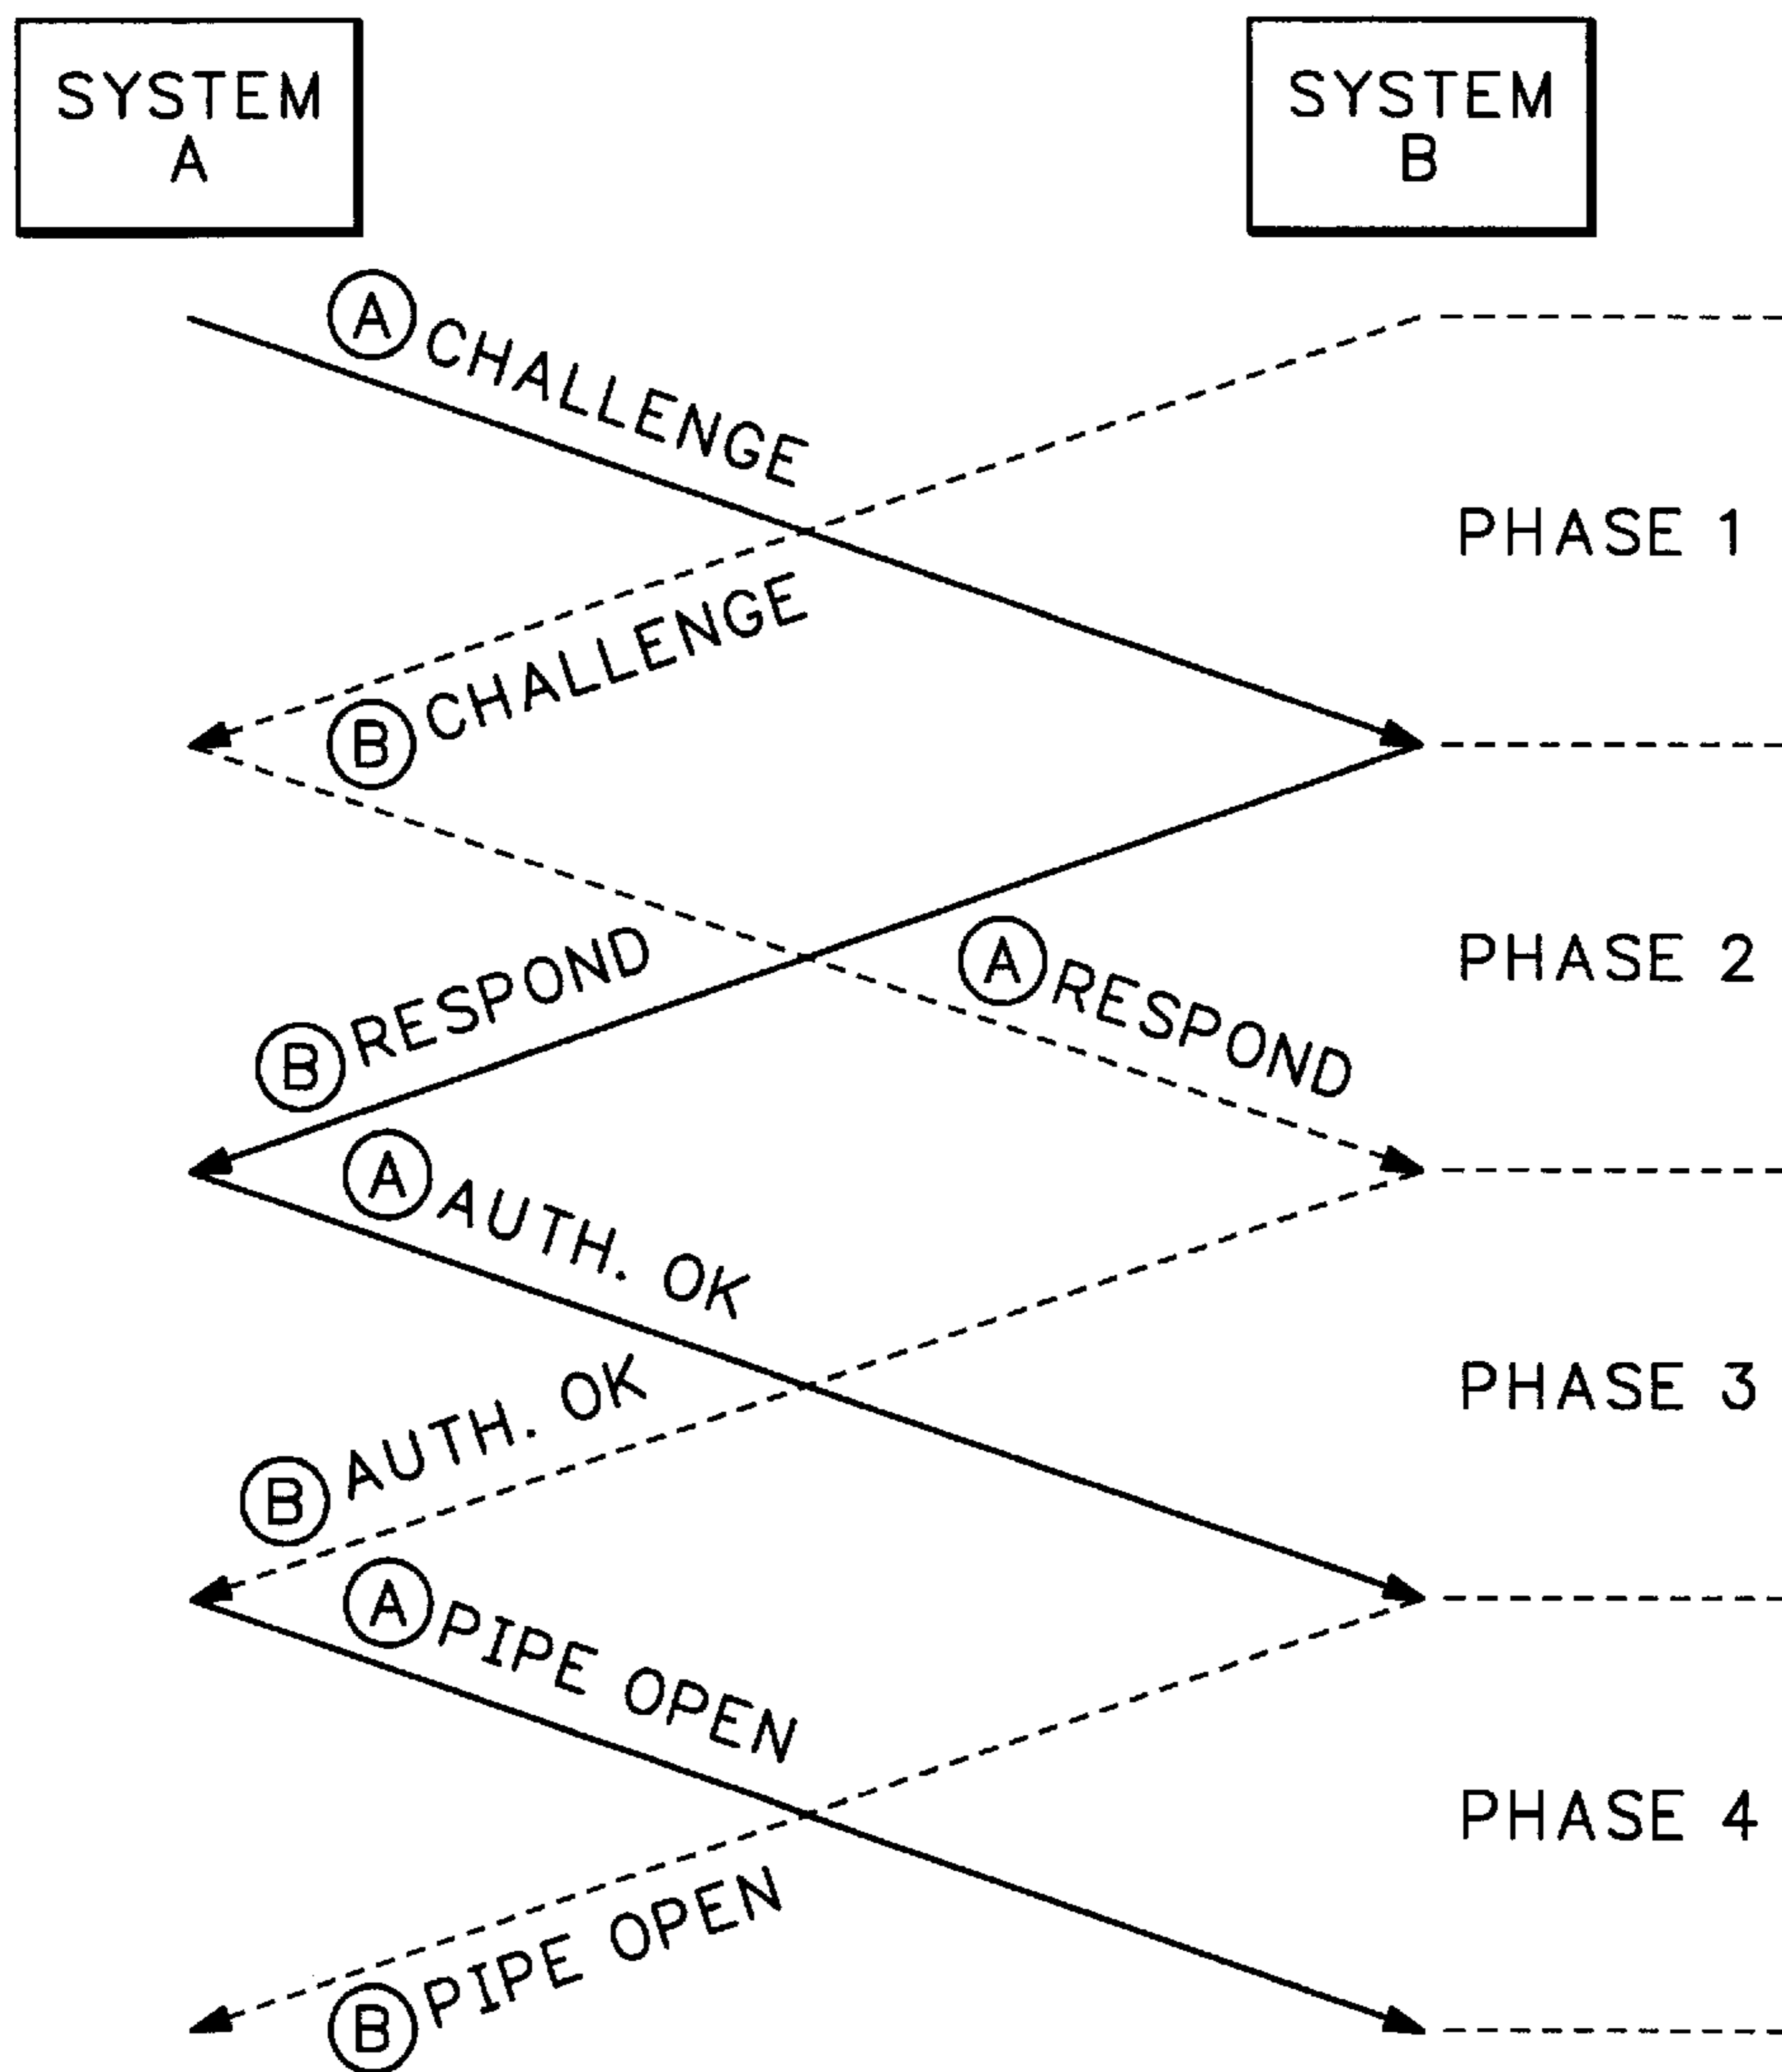 SYSTEM
A
SYSTEM
B
A CHALLENGE
PHASE 1
B CHALLENGE
A RESPOND
PHASE 2
B RESPOND
A AUTH. OK
PHASE 3
B AUTH. OK
A PIPE OPEN
PHASE 4
B PIPE OPEN